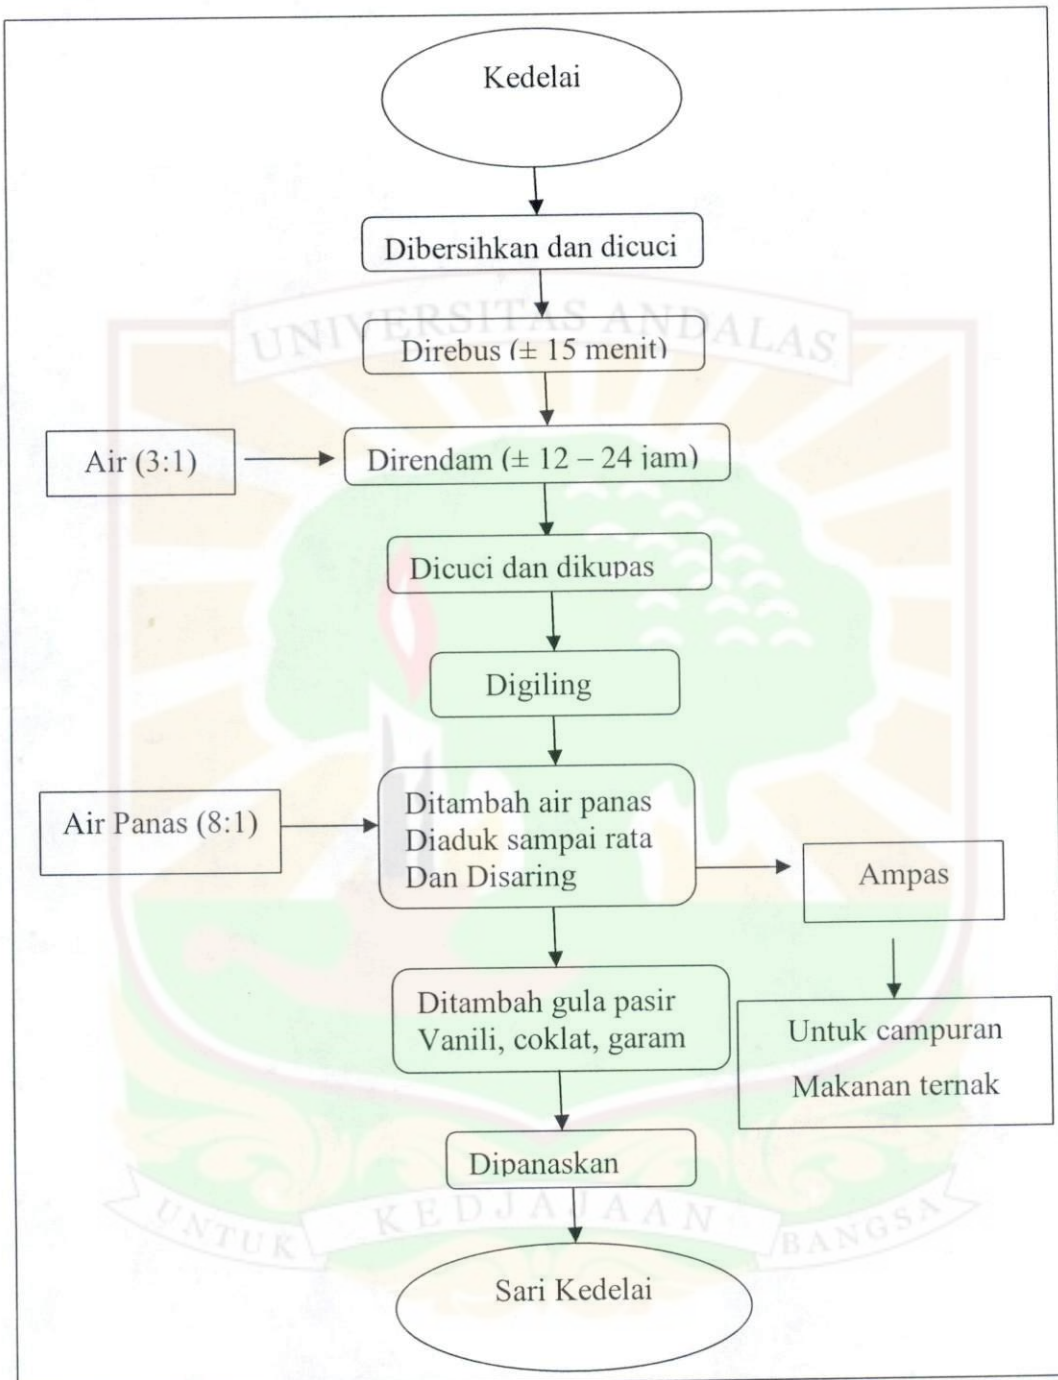 Kedelai
Dibersihkan dan dicuci
UNIVERSITAS ANDALAS
Direbus (± 15 menit)
Air (3:1)
Direndam (± 12 – 24 jam)
Dicuci dan dikupas
Digiling
Air Panas (8:1)
Ditambah air panas
Diaduk sampai rata
Dan Disaring
Ampas
Ditambah gula pasir
Vanili, coklat, garam
Untuk campuran
Makanan ternak
Dipanaskan
UNTUK KEDJAJAAN BANGSA
Sari Kedelai